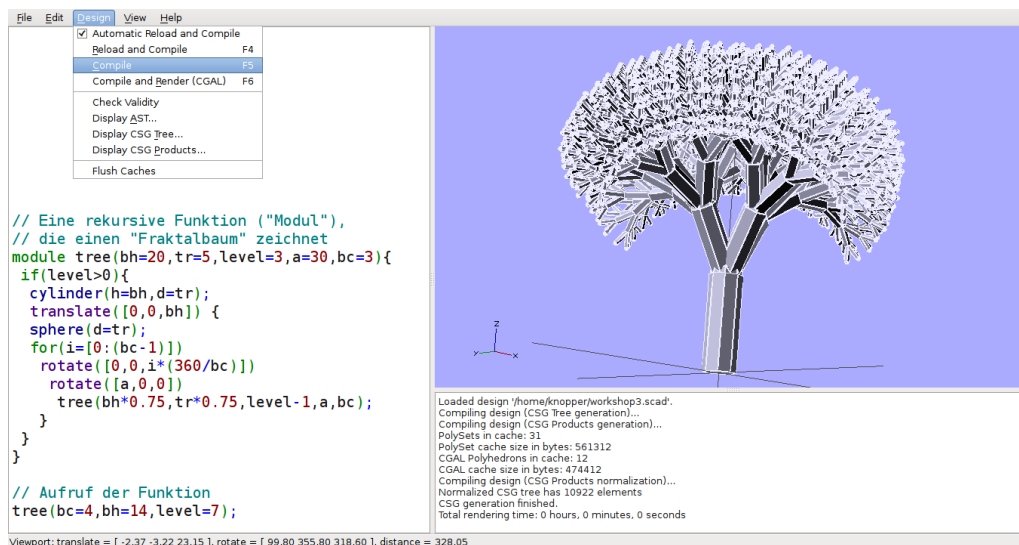 File Edit Design View Help
Automatic Reload and Compile
Reload and Compile F4
Compile F5
Compile and Render (CGAL) F6
Check Validity
Display AST...
Display CSG Tree...
Display CSG Products...
Flush Caches
// Eine rekursive Funktion ("Modul"),
// die einen "Fraktalbaum" zeichnet
module tree(bh=20,tr=5,level=3,a=30,bc=3){
if(level>0){
cylinder(h=bh,d=tr);
translate([0,0,bh]) {
sphere(d=tr);
for(i=[0:(bc-1)])
rotate([0,0,i*(360/bc)])
rotate([a,0,0])
tree(bh*0.75,tr*0.75,level-1,a,bc);
}
}
}
// Aufruf der Funktion
tree(bc=4,bh=14,level=7);
z
y x
Loaded design '/home/knopper/workshop3.scad'.
Compiling design (CSG Tree generation)...
Compiling design (CSG Products generation)...
PolySets in cache: 31
PolySet cache size in bytes: 561312
CGAL Polyhedrons in cache: 12
CGAL cache size in bytes: 474412
Compiling design (CSG Products normalization)...
Normalized CSG tree has 10922 elements
CSG generation finished.
Total rendering time: 0 hours, 0 minutes, 0 seconds
Viewport: translate = [ -2.37 -3.22 23.15 ], rotate = [ 99.80 355.80 318.60 ], distance = 328.05